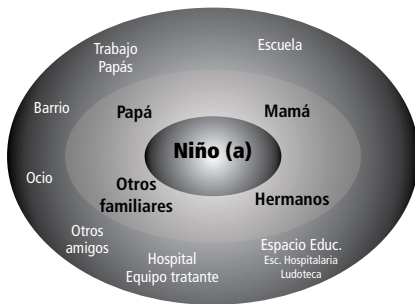 Trabajo
Papás
Escuela
Barrio
Papá
Mamá
Niño (a)
Ocio
Otros
familiares
Hermanos
Otros
amigos
Hospital
Equipo tratante
Espacio Educ.
Esc. Hospitalaria
Ludoteca